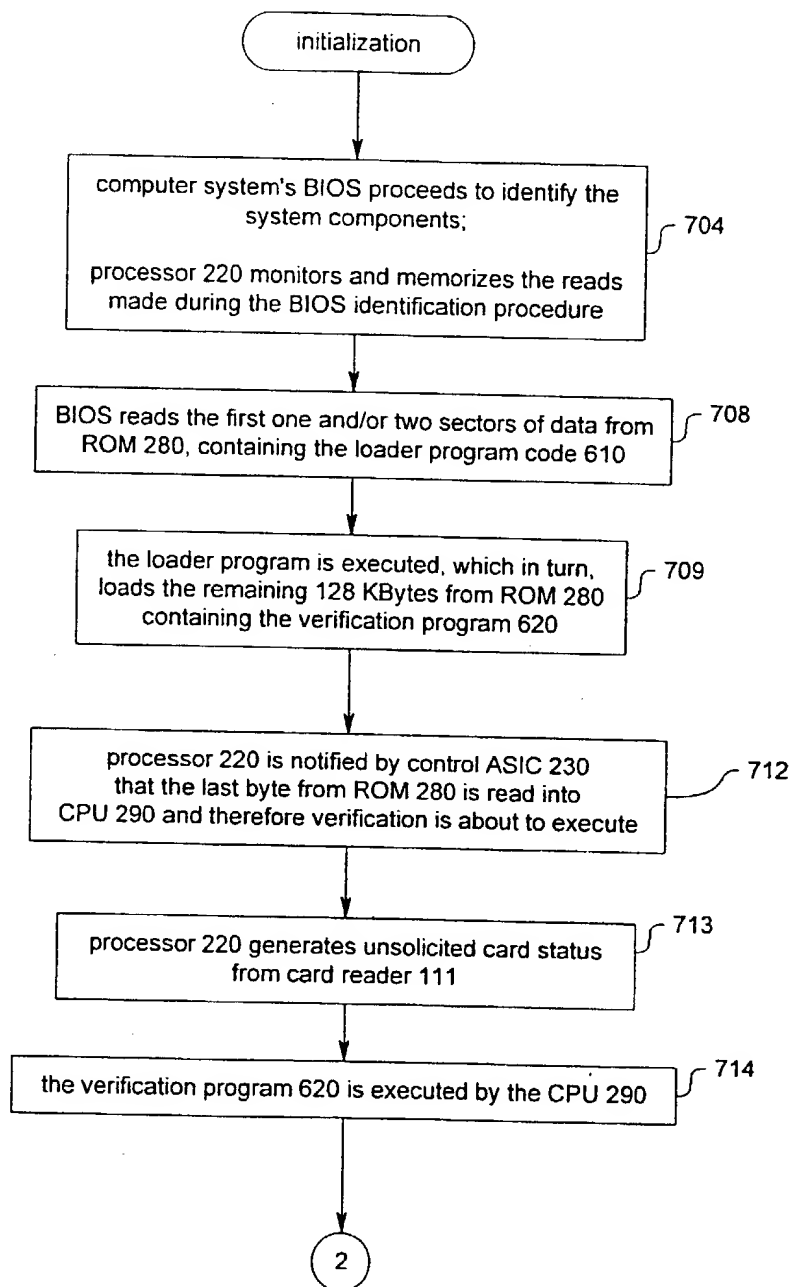 initialization
computer system's BIOS proceeds to identify the
system components;
processor 220 monitors and memorizes the reads
made during the BIOS identification procedure
704
BIOS reads the first one and/or two sectors of data from
ROM 280, containing the loader program code 610
708
the loader program is executed, which in turn,
loads the remaining 128 KBytes from ROM 280
containing the verification program 620
709
processor 220 is notified by control ASIC 230
that the last byte from ROM 280 is read into
CPU 290 and therefore verification is about to execute
712
processor 220 generates unsolicited card status
from card reader 111
713
the verification program 620 is executed by the CPU 290
714
2